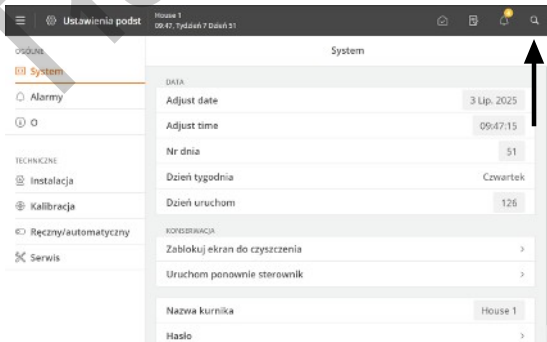 Ustawienia podst
House 1
09:47, Tydzień 7 Dzień 51
4
OGÓLNE
System
Alarmy
O
TECHNICZNE
Instalacja
Kalibracja
Ręczny/automatyczny
Serwis
System
DATA
Adjust date 3 Lip. 2025
Adjust time 09:47:15
Nr dnia 51
Dzień tygodnia Czwartek
Dzień uruchom 126
KONSERWACJA
Zablokuj ekran do czyszczenia
Uruchom ponownie sterownik
Nazwa kurnika House 1
Hasło